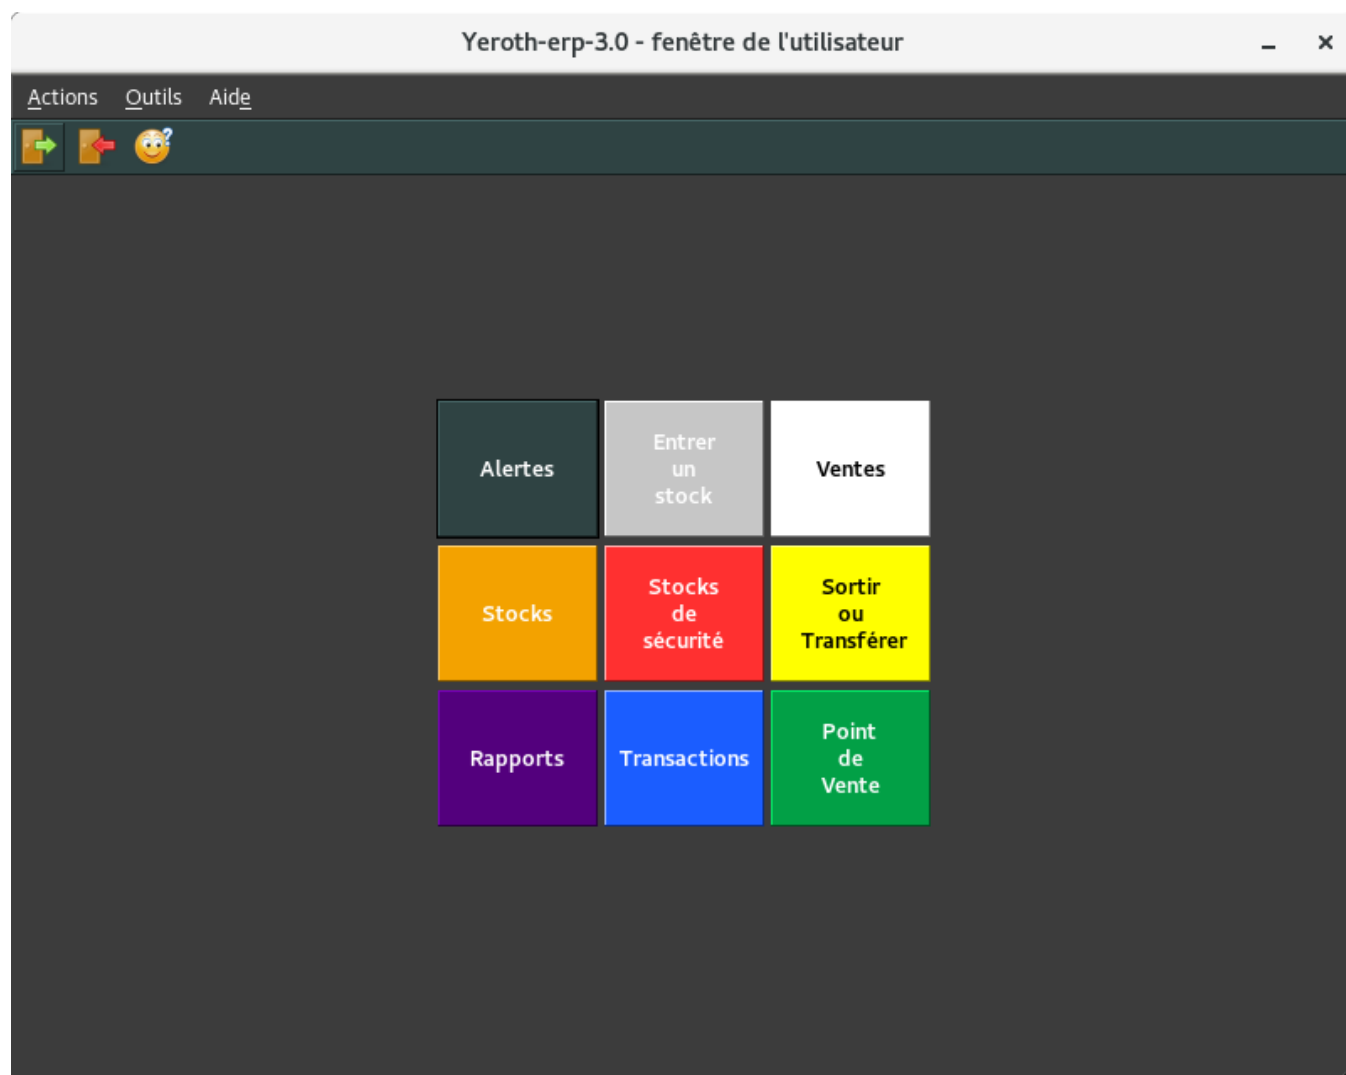 Yeroth-erp-3.0 - fenêtre de l'utilisateur
Actions Outils Aide
Alertes
Entrer
un
stock
Ventes
Stocks
Stocks
de
sécurité
Sortir
ou
Transférer
Rapports
Transactions
Point
de
Vente